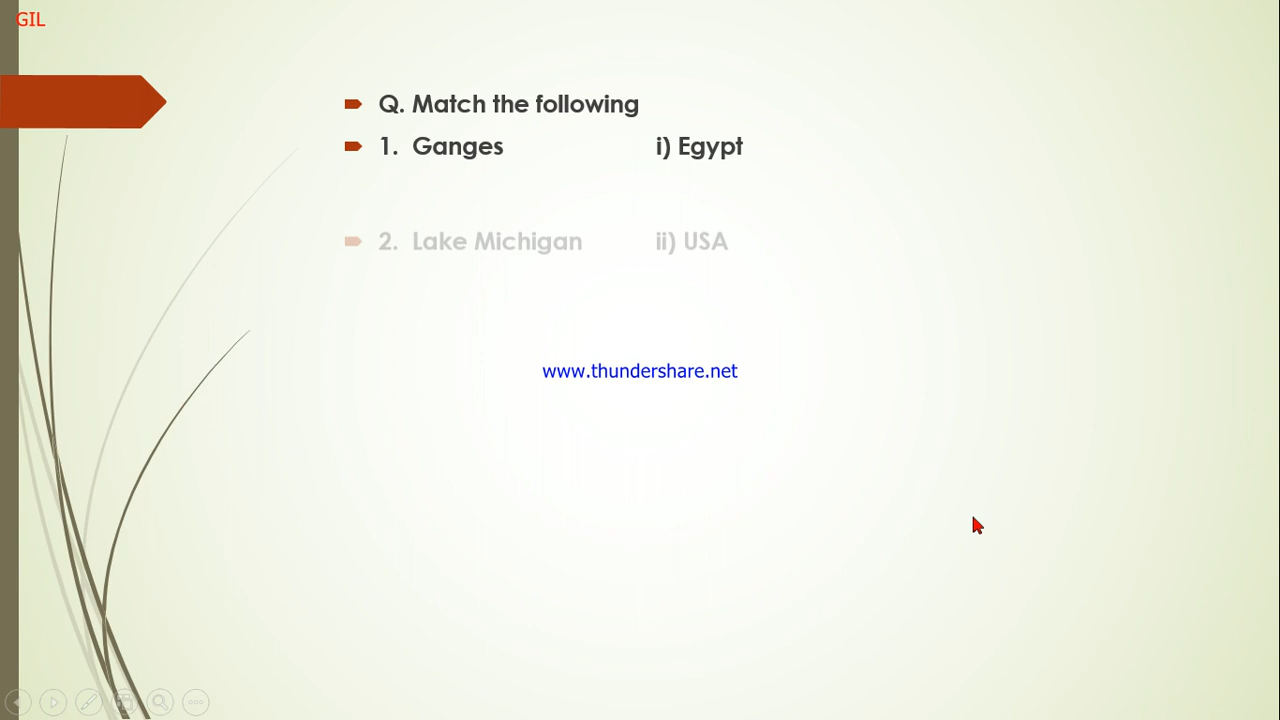 GIL
Q. Match the following
1. Ganges i) Egypt
2. Lake Michigan ii) USA
www.thundershare.net